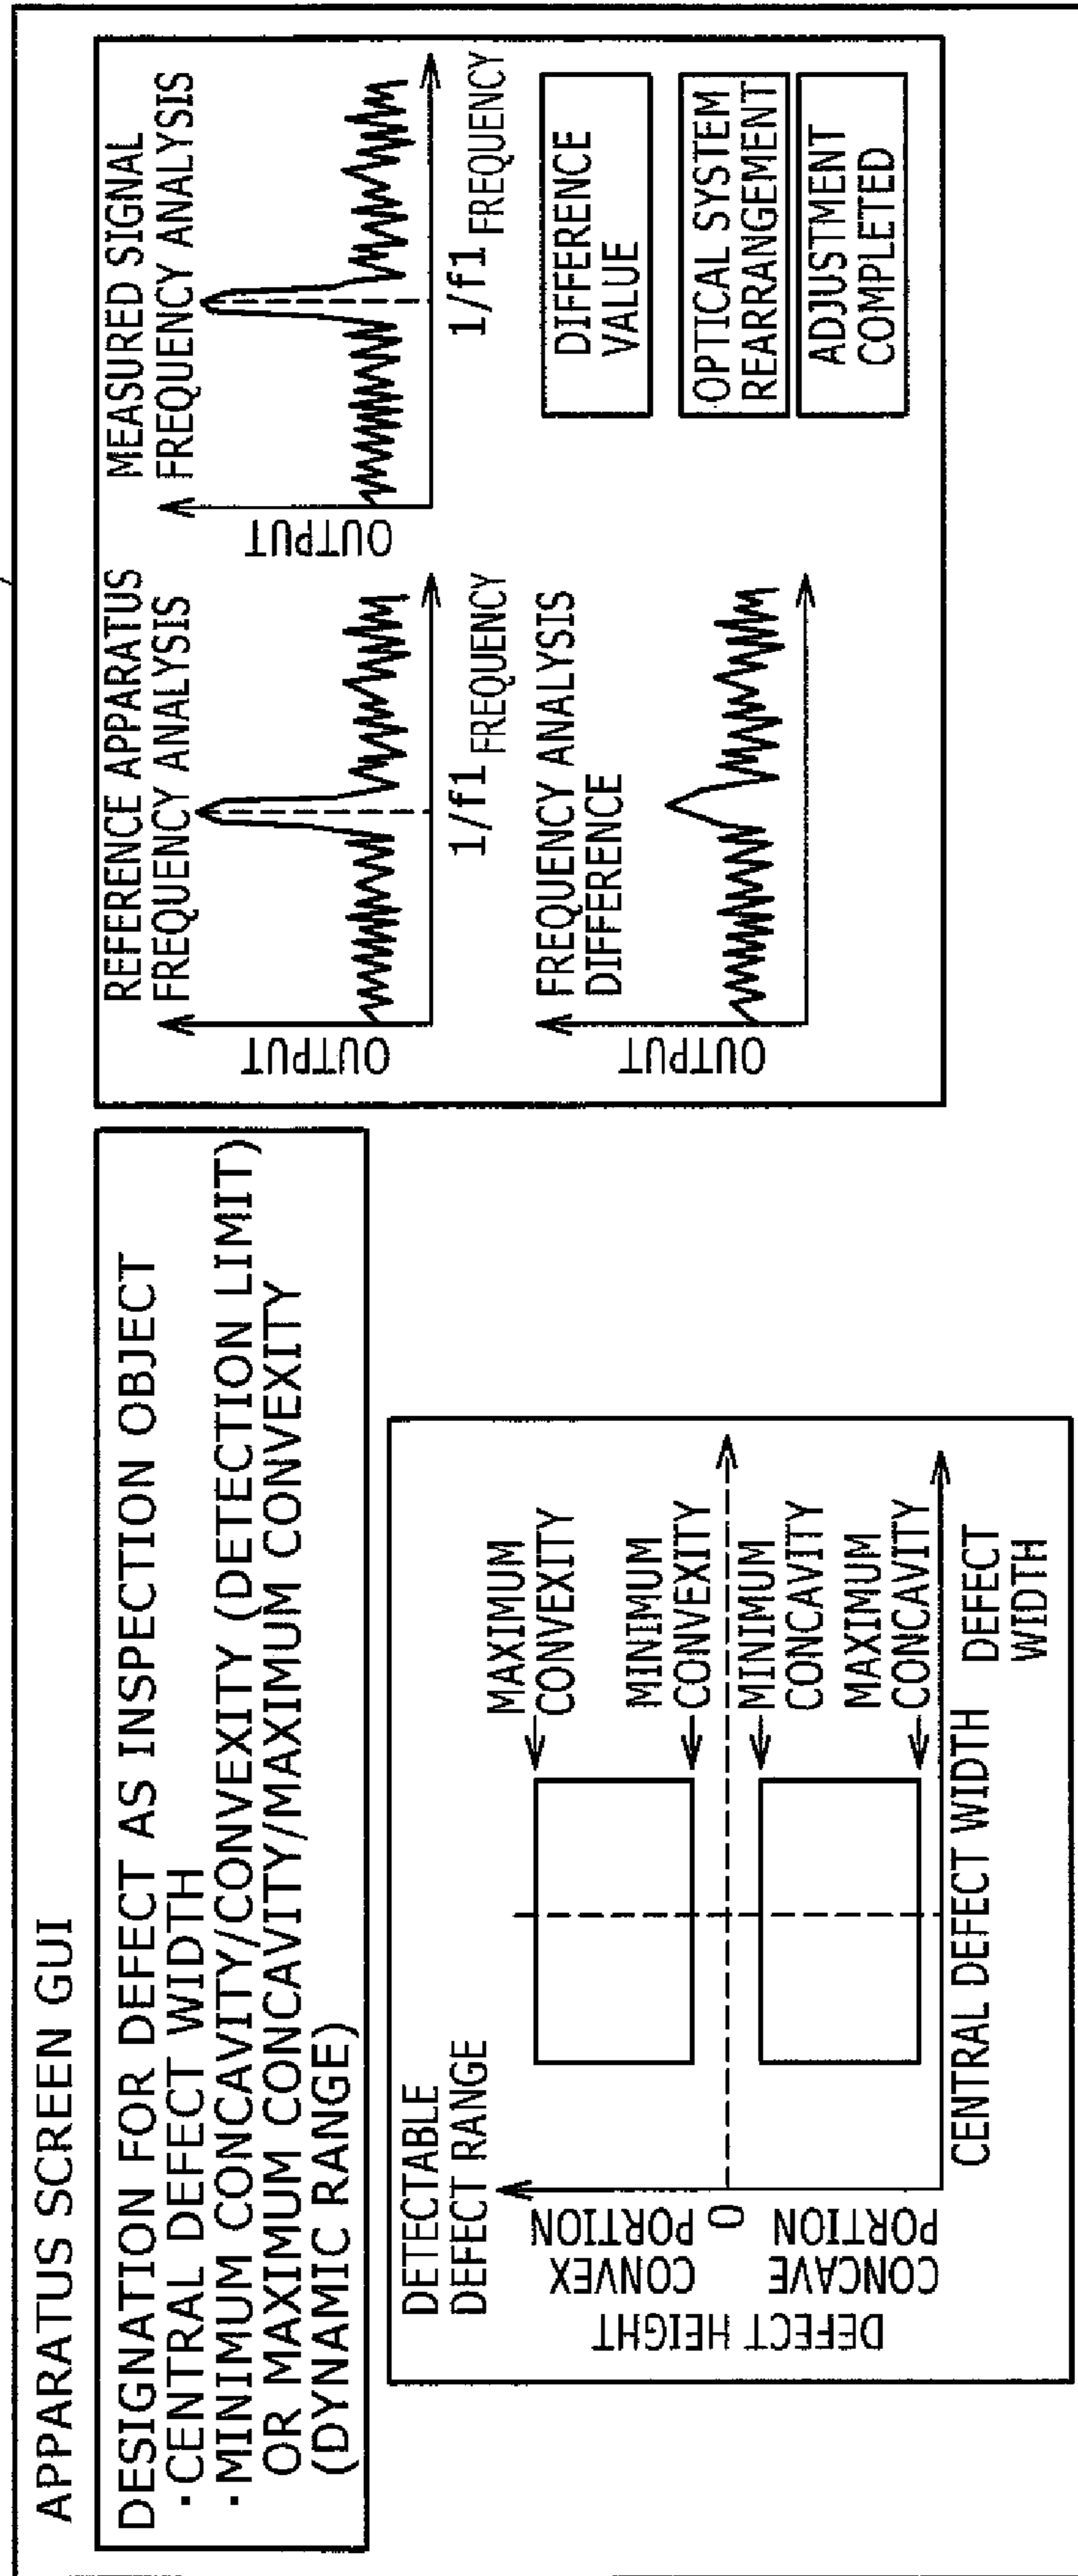 APPARATUS SCREEN GUI
DESIGNATION FOR DEFECT AS INSPECTION OBJECT
・CENTRAL DEFECT WIDTH
・MINIMUM CONCAVITY/CONVEXITY (DETECTION LIMIT)
OR MAXIMUM CONCAVITY/MAXIMUM CONVEXITY
(DYNAMIC RANGE)
DETECTABLE
DEFECT RANGE
DEFECT HEIGHT
CONVEX
PORTION
0
CONCAVE
PORTION
MAXIMUM
CONVEXITY
MINIMUM
CONVEXITY
MINIMUM
CONCAVITY
MAXIMUM
CONCAVITY
CENTRAL DEFECT WIDTH
DEFECT
WIDTH
REFERENCE APPARATUS
FREQUENCY ANALYSIS
OUTPUT
1/f1
FREQUENCY
MEASURED SIGNAL
FREQUENCY ANALYSIS
OUTPUT
1/f1
FREQUENCY
FREQUENCY ANALYSIS
DIFFERENCE
OUTPUT
DIFFERENCE
VALUE
OPTICAL SYSTEM
REARRANGEMENT
ADJUSTMENT
COMPLETED